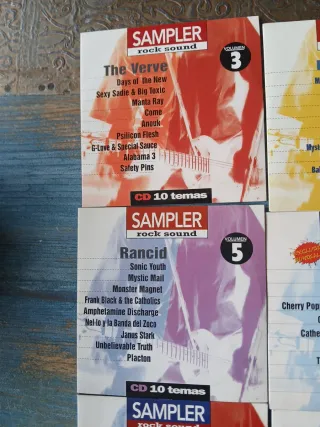 SAMPLER
rock sound
VOLUMEN
3
The Verve
Days of the New
Sexy Sadie & Big Toxic
Manta Ray
Come
Anouk
Psilicon Flesh
G-Love & Special Sauce
Alabama 3
Safety Pins
CD 10 temas
SAMPLER
rock sound
VOLUMEN
5
Rancid
Sonic Youth
Mystic Mail
Monster Magnet
Frank Black & the Catholics
Amphetamine Discharge
Nel·lo y la Banda del Zoco
Janus Stark
Unbelievable Truth
Placton
CD 10 temas
Cherry Pop
Cathe
SAMPLER
rock sound